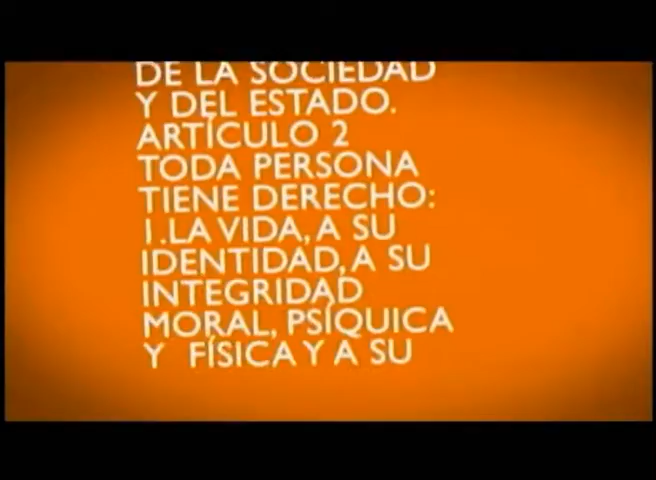 DE LA SOCIEDAD
Y DEL ESTADO.
ARTÍCULO 2
TODA PERSONA
TIENE DERECHO:
1.LA VIDA, A SU
IDENTIDAD, A SU
INTEGRIDAD
MORAL, PSÍQUICA
Y FÍSICA Y A SU